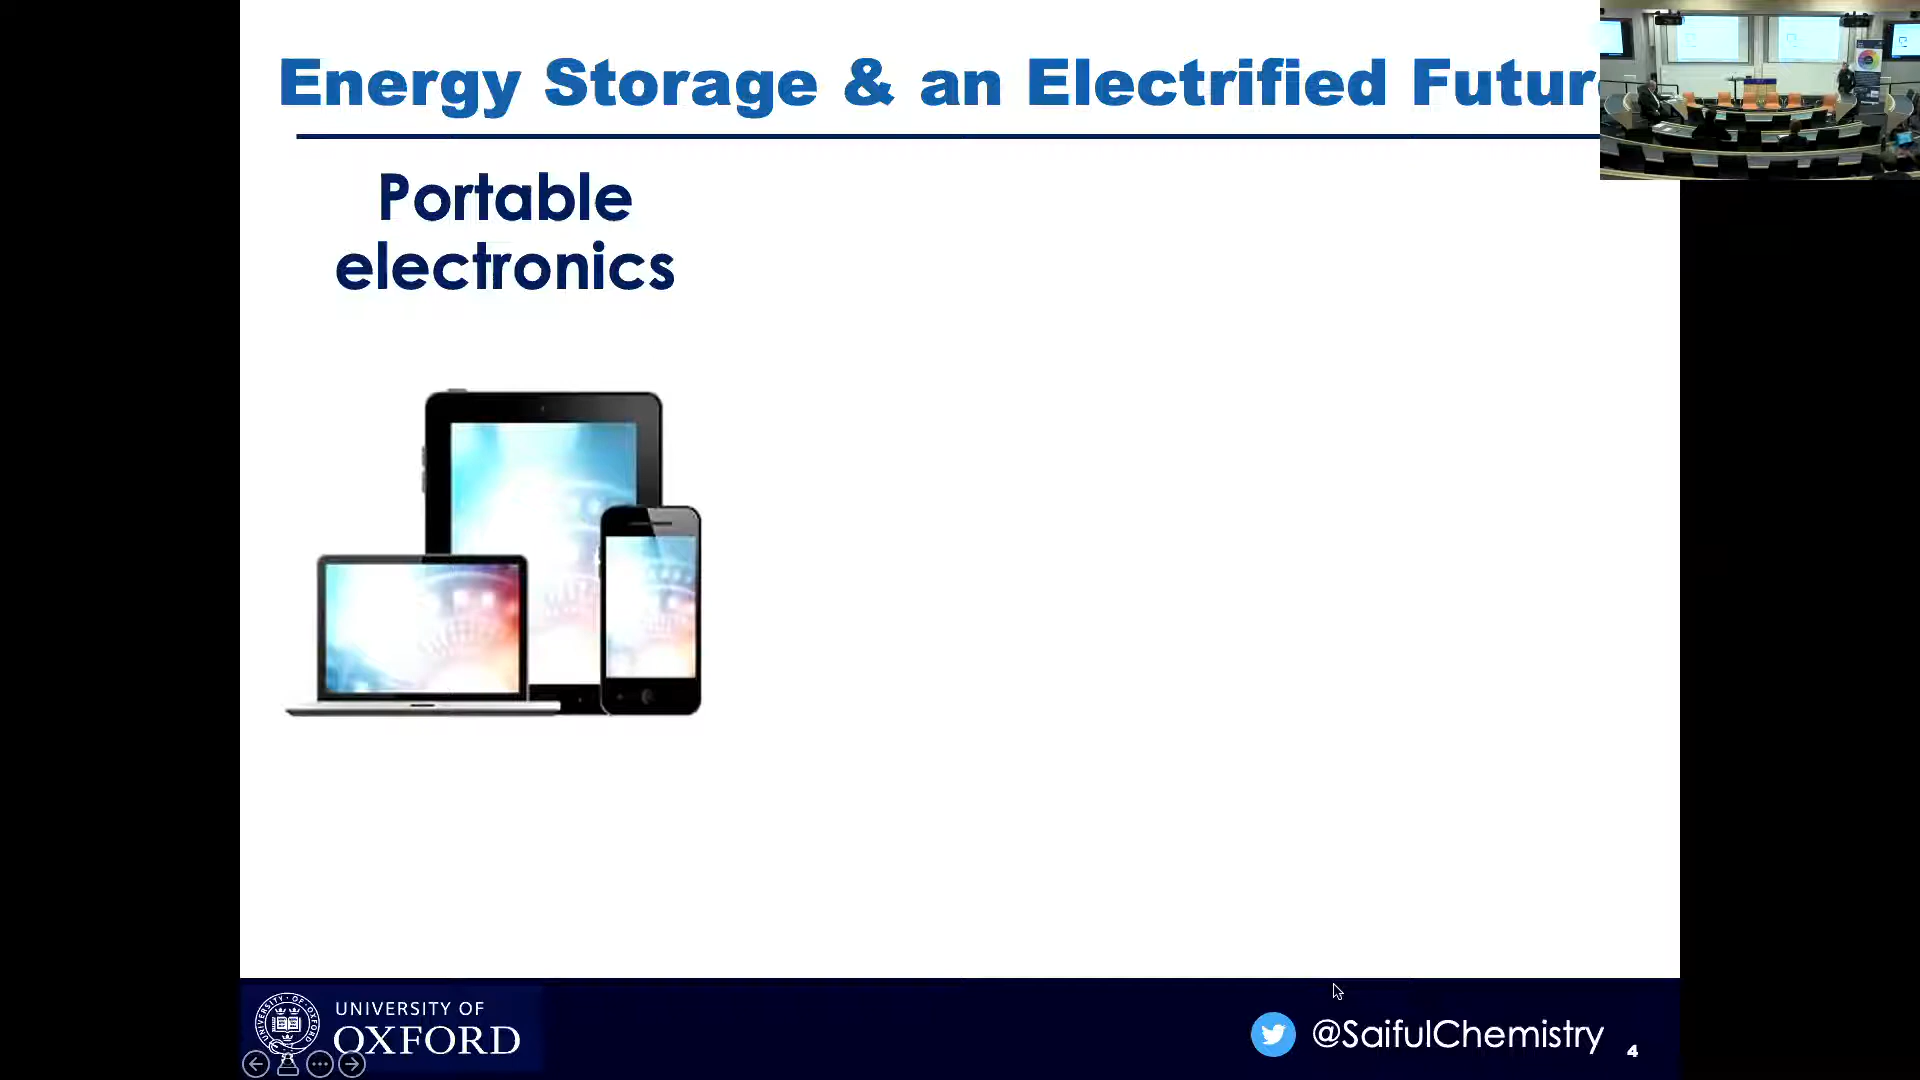 Energy Storage & an Electrified Futur
Portable
electronics
UNIVERSITY OF
OXFORD
@SaifulChemistry
4